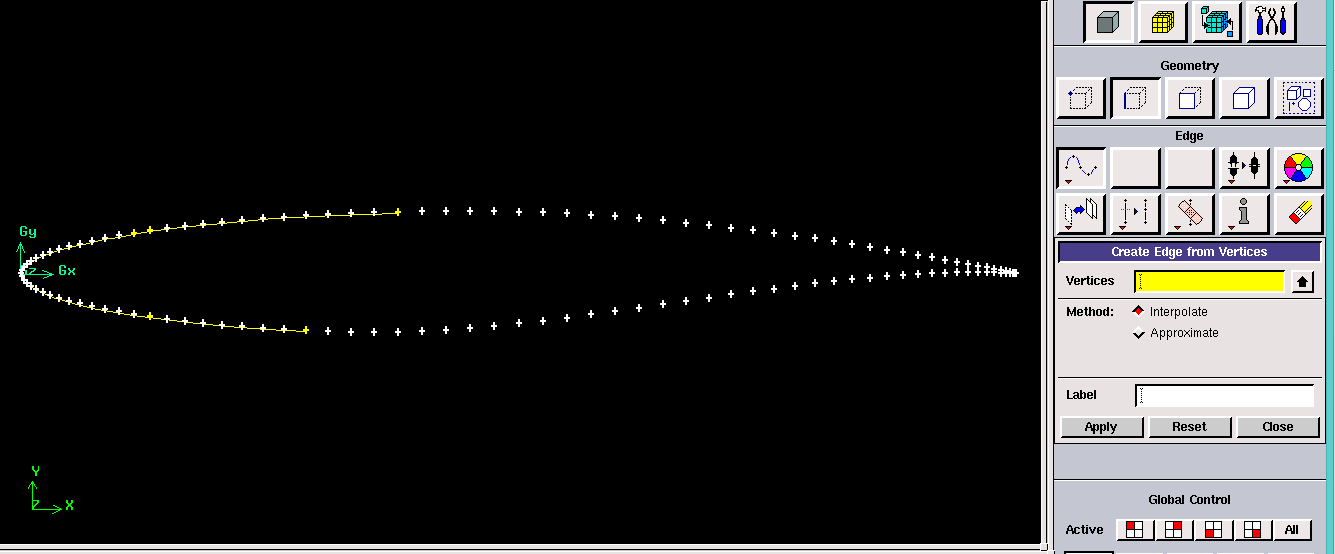 Geometry
Edge
Gy
z Gx
Create Edge from Vertices
Vertices
Method: Interpolate
Approximate
Label
Apply Reset Close
Y
Z X
Global Control
Active All